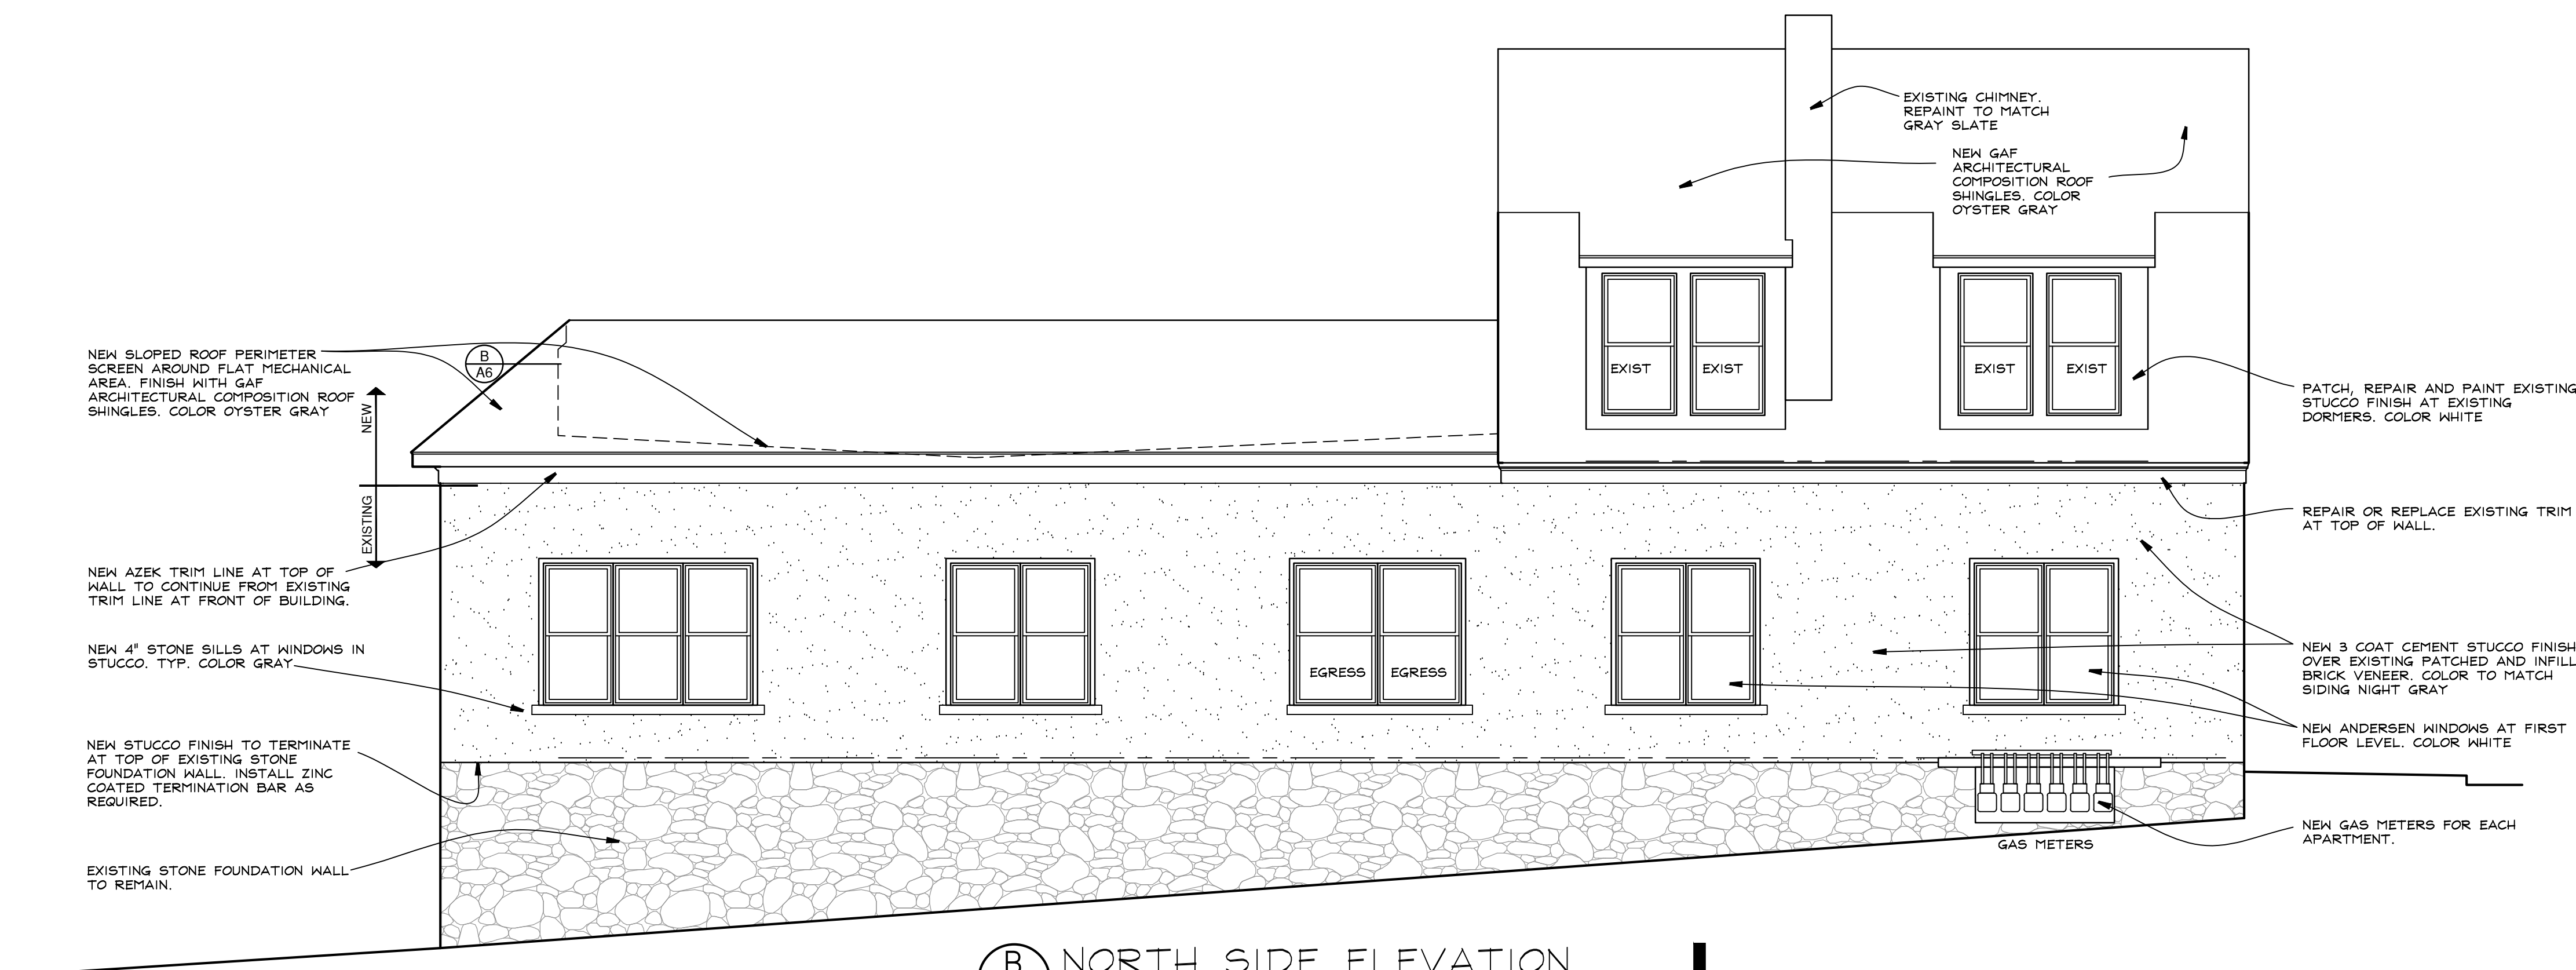 EXISTING CHIMNEY.
REPAINT TO MATCH
GRAY SLATE
NEW GAF
ARCHITECTURAL
COMPOSITION ROOF
SHINGLES. COLOR
OYSTER GRAY
NEW SLOPED ROOF PERIMETER
SCREEN AROUND FLAT MECHANICAL
AREA. FINISH WITH GAF
ARCHITECTURAL COMPOSITION ROOF
SHINGLES. COLOR OYSTER GRAY
B
A6
NEW
EXISTING
EXIST
EXIST
EXIST
EXIST
PATCH, REPAIR AND PAINT EXISTING
STUCCO FINISH AT EXISTING
DORMERS. COLOR WHITE
REPAIR OR REPLACE EXISTING TRIM
AT TOP OF WALL.
NEW AZEK TRIM LINE AT TOP OF
WALL TO CONTINUE FROM EXISTING
TRIM LINE AT FRONT OF BUILDING.
NEW 4" STONE SILLS AT WINDOWS IN
STUCCO. TYP. COLOR GRAY
EGRESS
EGRESS
NEW 3 COAT CEMENT STUCCO FINISH
OVER EXISTING PATCHED AND INFILL
BRICK VENEER. COLOR TO MATCH
SIDING NIGHT GRAY
NEW ANDERSEN WINDOWS AT FIRST
FLOOR LEVEL. COLOR WHITE
NEW STUCCO FINISH TO TERMINATE
AT TOP OF EXISTING STONE
FOUNDATION WALL. INSTALL ZINC
COATED TERMINATION BAR AS
REQUIRED.
NEW GAS METERS FOR EACH
APARTMENT.
GAS METERS
EXISTING STONE FOUNDATION WALL
TO REMAIN.
B
NORTH SIDE ELEVATION